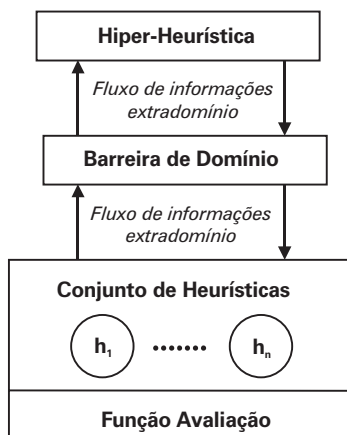 Hiper-Heurística
Fluxo de informações
extradomínio
Barreira de Domínio
Fluxo de informações
extradomínio
Conjunto de Heurísticas
h1 ....... hn
Função Avaliação